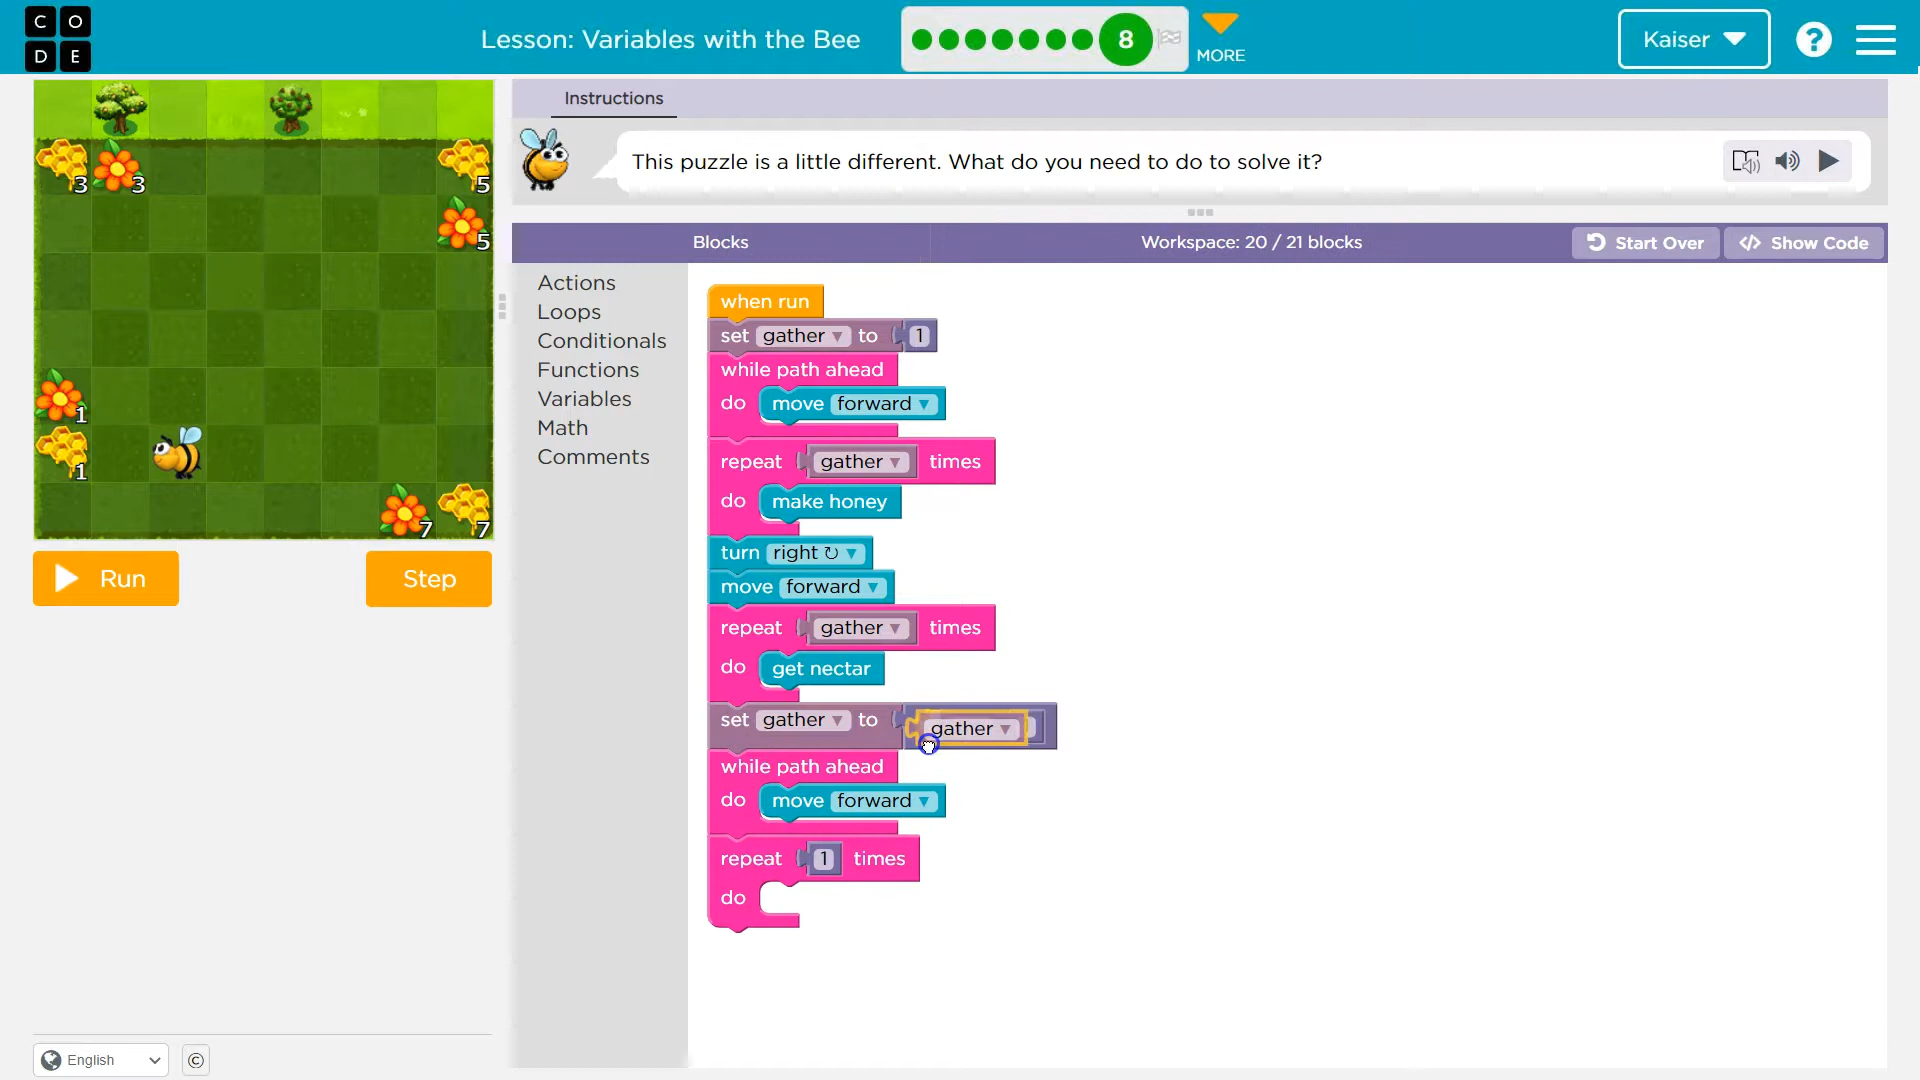 CO
DE
Lesson: Variables with the Bee
8
MORE
Kaiser
?
Instructions
This puzzle is a little different. What do you need to do to solve it?
3
3
5
5
1
1
7
7
Run
Step
Blocks
Workspace: 20 / 21 blocks
Start Over
</> Show Code
Actions
Loops
Conditionals
Functions
Variables
Math
Comments
when run
set gather ▼ to 1
while path ahead
do move forward ▼
repeat gather ▼ times
do make honey
turn right ↻ ▼
move forward ▼
repeat gather ▼ times
do get nectar
set gather ▼ to gather ▼
while path ahead
do move forward ▼
repeat 1 times
do
English
©